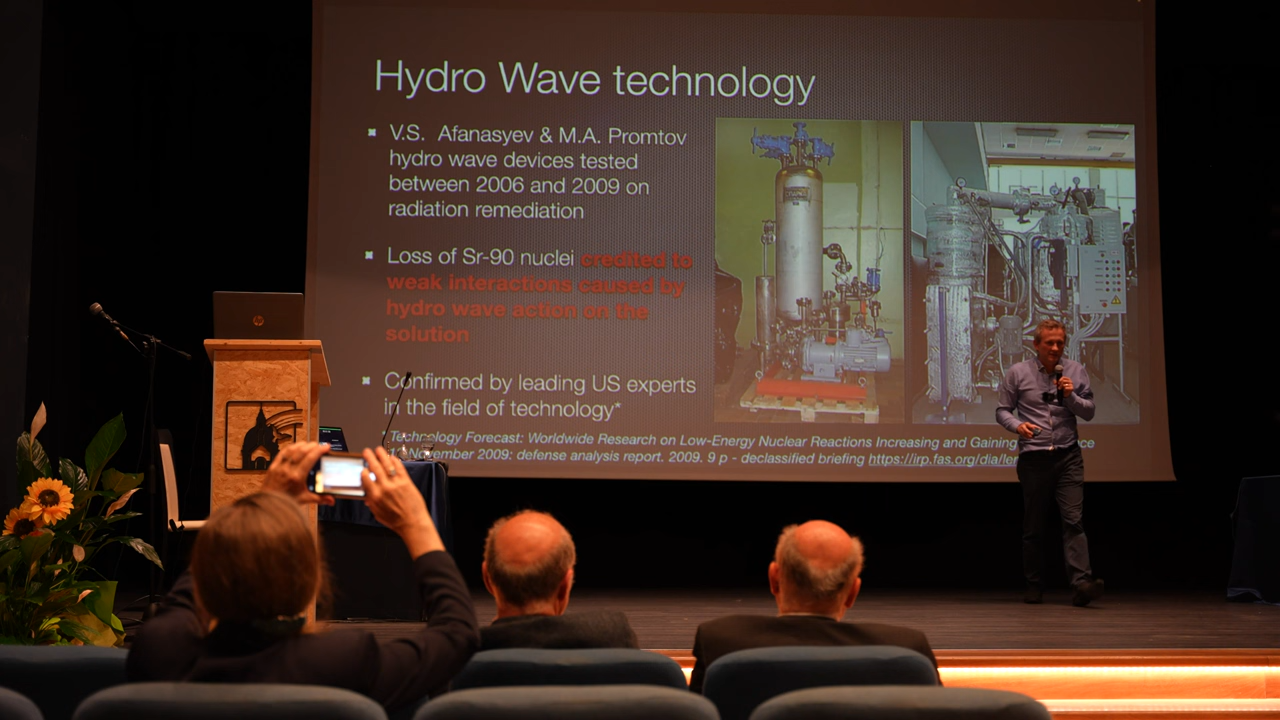 Hydro Wave technology
V.S. Afanasyev & M.A. Promtov
hydro wave devices tested
between 2006 and 2009 on
radiation remediation
Loss of Sr-90 nuclei credited to
weak interactions caused by
hydro wave action on the
solution
Confirmed by leading US experts
in the field of technology*
Technology Forecast: Worldwide Research on Low-Energy Nuclear Reactions Increasing and Gaining
November 2009: defense analysis report. 2009. 9 p - declassified briefing https://irp.fas.org/dia/
hp